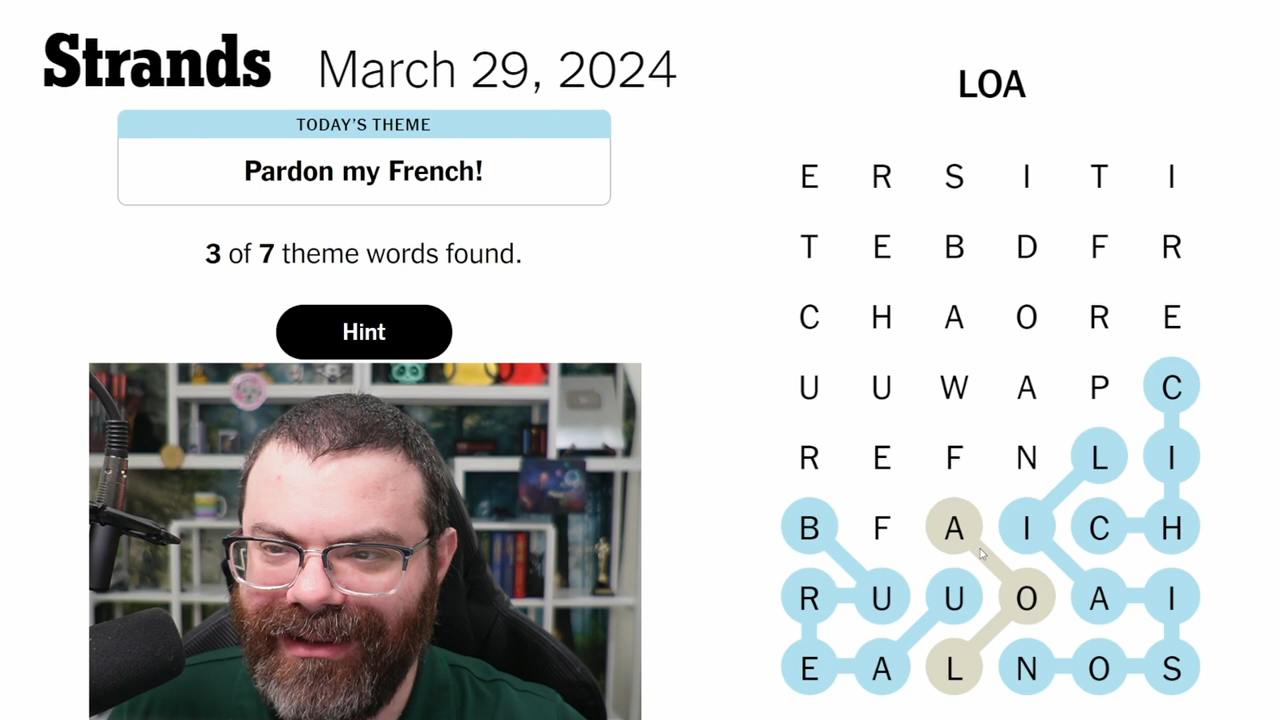 Strands March 29, 2024
TODAY'S THEME
Pardon my French!
3 of 7 theme words found.
Hint
LOA
E R S I T I
T E B D F R
C H A O R E
U U W A P C
R E F N L I
B F A I C H
R U U O A I
E A L N O S